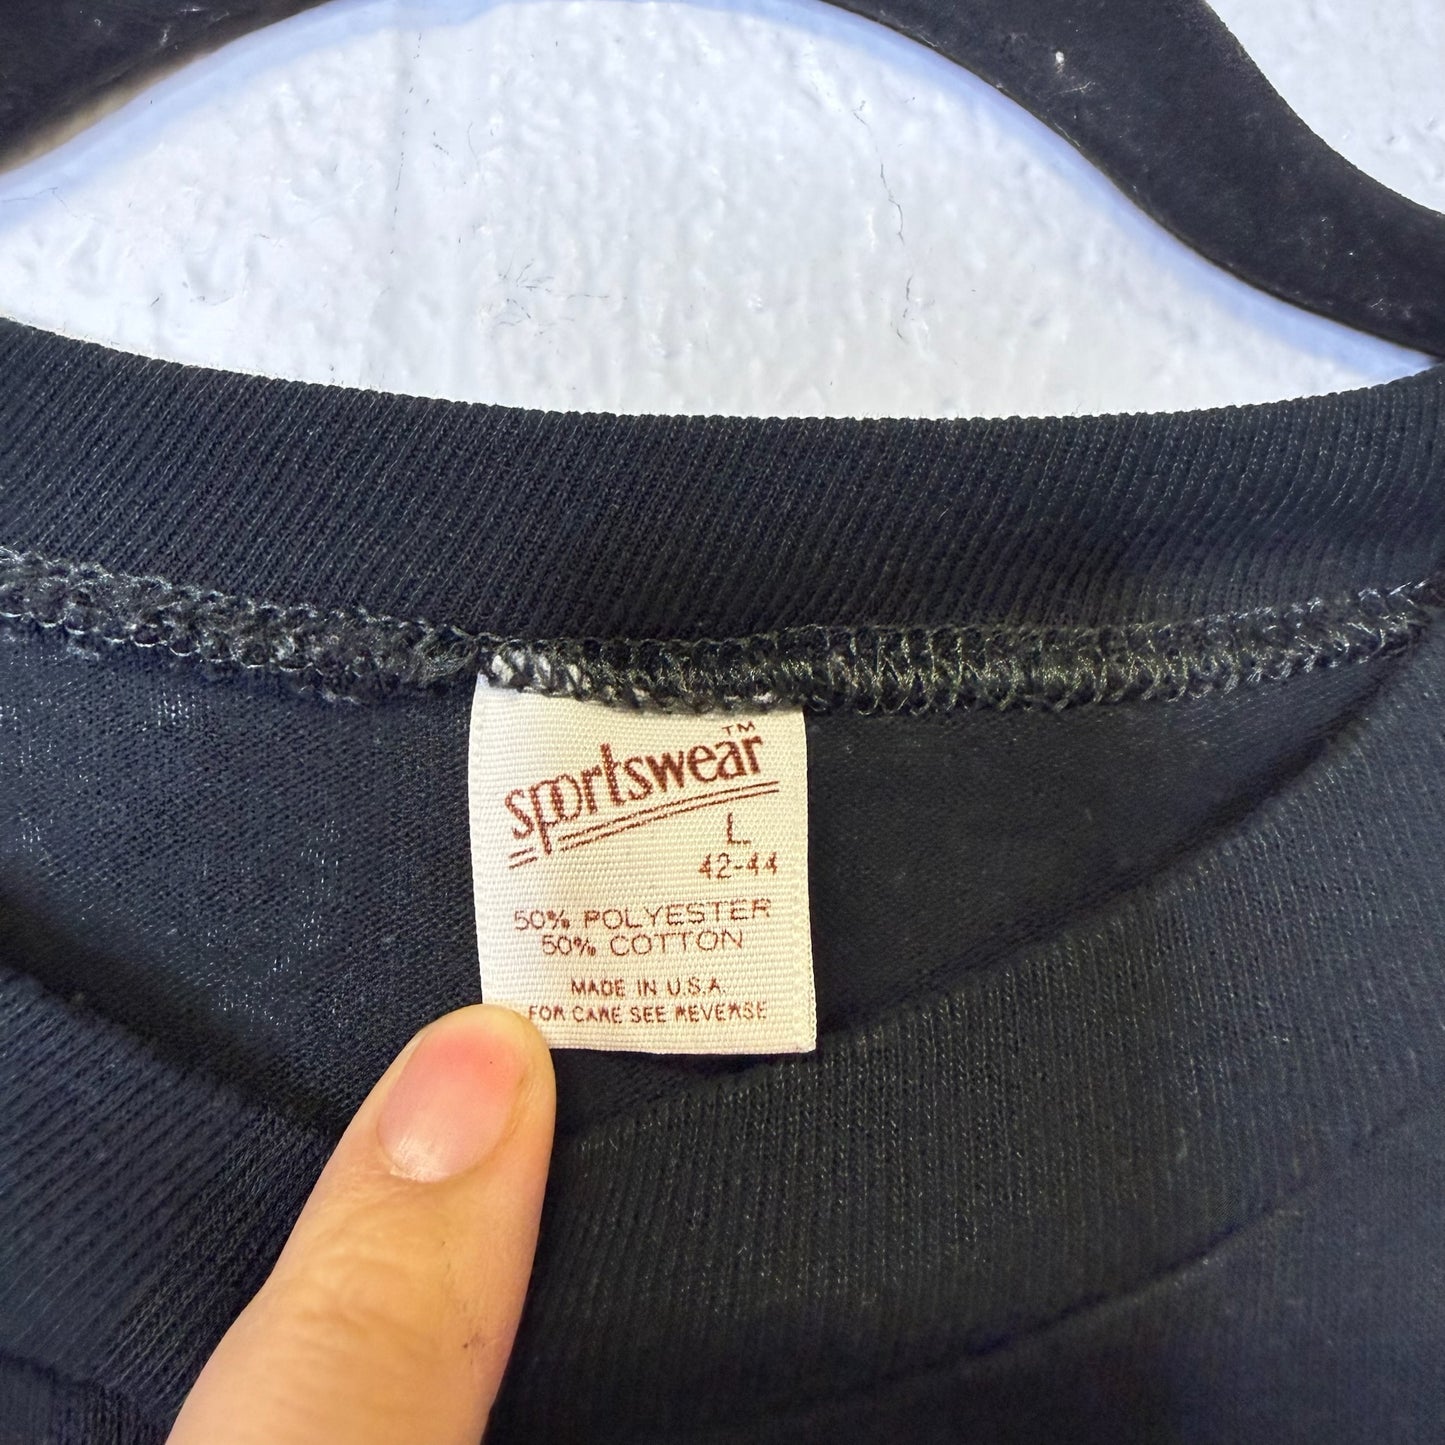 sportswear™
L
42-44
50% POLYESTER
50% COTTON
MADE IN U.S.A.
FOR CARE SEE REVERSE